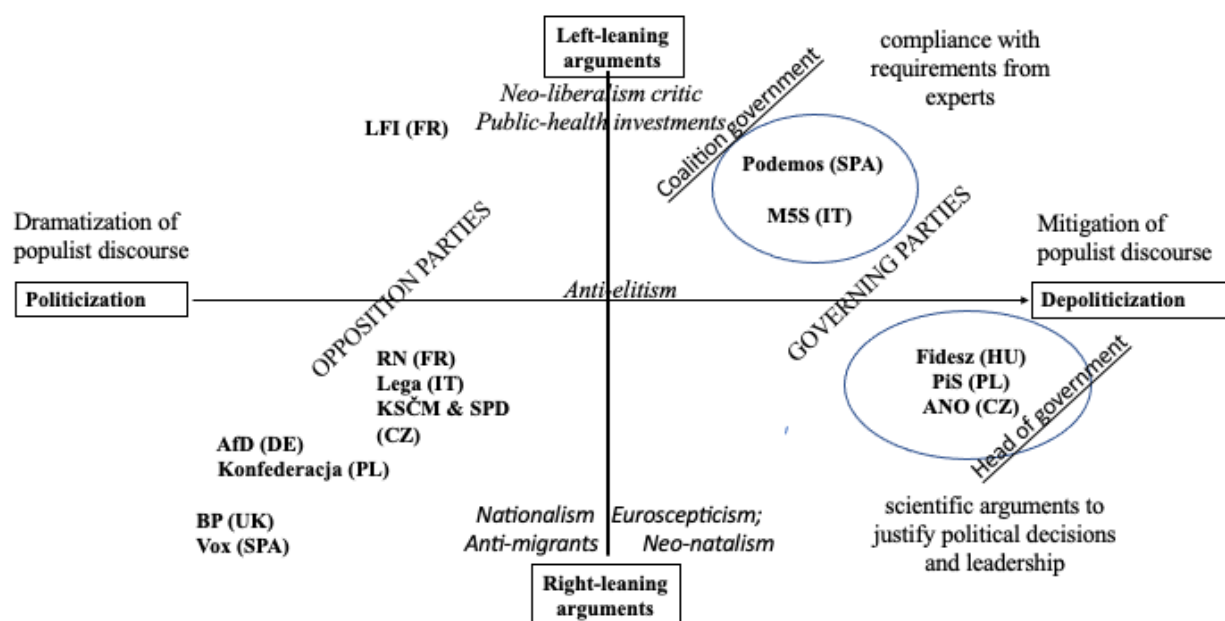 Left-leaning
arguments
compliance with
requirements from
experts
Neo-liberalism critic
Public-health investments
LFI (FR)
Coalition government
Podemos (SPA)
M5S (IT)
Dramatization of
populist discourse
Politicization
OPPOSITION PARTIES
Anti-elitism
GOVERNING PARTIES
Mitigation of
populist discourse
Depoliticization
RN (FR)
Lega (IT)
KSČM & SPD
(CZ)
Fidesz (HU)
PiS (PL)
ANO (CZ)
Head of government
AfD (DE)
Konfederacja (PL)
BP (UK)
Vox (SPA)
Nationalism
Anti-migrants
Euroscepticism;
Neo-natalism
scientific arguments to
justify political decisions
and leadership
Right-leaning
arguments